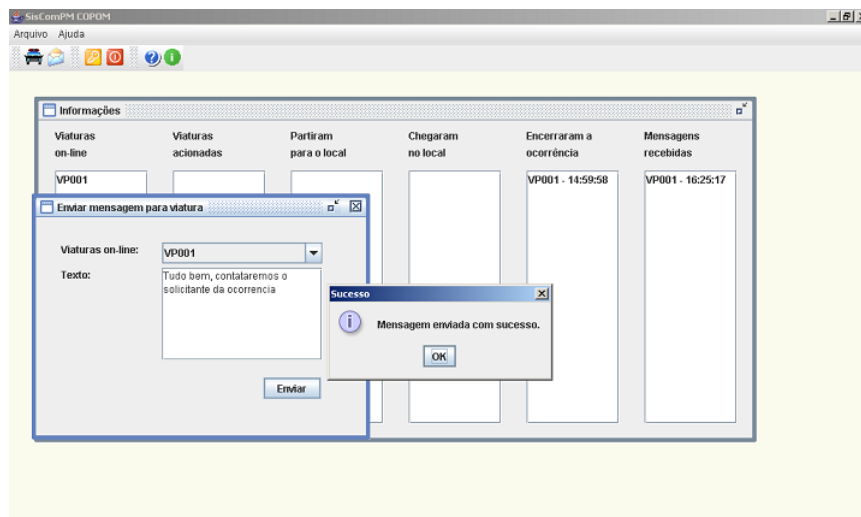 SisComPM COPOM
Arquivo Ajuda
Informações
Viaturas on-line
Viaturas acionadas
Partiram para o local
Chegaram no local
Encerraram a ocorrência
Mensagens recebidas
VP001
VP001 - 14:59:58
VP001 - 16:25:17
Enviar mensagem para viatura
Viaturas on-line:
VP001
Texto:
Tudo bem, contataremos o
solicitante da ocorrencia
Enviar
Sucesso
Mensagem enviada com sucesso.
OK